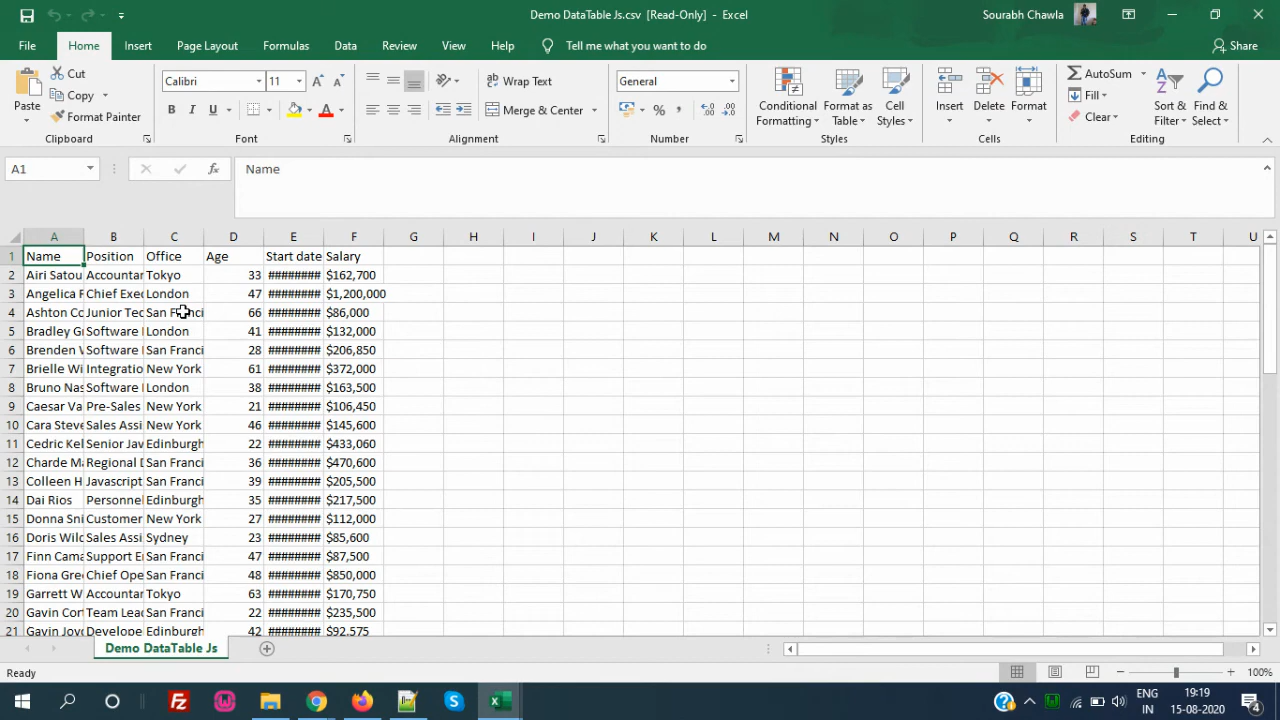 Demo DataTable Js.csv [Read-Only] - Excel
Sourabh Chawla
File Home Insert Page Layout Formulas Data Review View Help Tell me what you want to do Share
Paste Cut Copy Format Painter
Clipboard
Calibri 11 A A
B I U A
Font
Wrap Text
Merge & Center
Alignment
General
% ,
Number
Conditional Formatting
Format as Table
Cell Styles
Styles
Insert Delete Format
Cells
AutoSum
Fill
Clear
Sort & Filter
Find & Select
Editing
A1 fx Name
A B C D E F G H I J K L M N O P Q R S T U
1 Name Position Office Age Start date Salary
2 Airi Satou Accountar Tokyo 33 ######## $162,700
3 Angelica Chief Exec London 47 ######## $1,200,000
4 Ashton Co Junior Tec San Franci 66 ######## $86,000
5 Bradley Gr Software London 41 ######## $132,000
6 Brenden Software San Franci 28 ######## $206,850
7 Brielle Wi Integratio New York 61 ######## $372,000
8 Bruno Nas Software London 38 ######## $163,500
9 Caesar Va Pre-Sales New York 21 ######## $106,450
10 Cara Steve Sales Assi New York 46 ######## $145,600
11 Cedric Kel Senior Jav Edinburgh 22 ######## $433,060
12 Charde Ma Regional San Franci 36 ######## $470,600
13 Colleen H Javascript San Franci 39 ######## $205,500
14 Dai Rios Personnel Edinburgh 35 ######## $217,500
15 Donna Sni Customer New York 27 ######## $112,000
16 Doris Wild Sales Assi Sydney 23 ######## $85,600
17 Finn Cama Support E San Franci 47 ######## $87,500
18 Fiona Gree Chief Ope San Franci 48 ######## $850,000
19 Garrett W Accountar Tokyo 63 ######## $170,750
20 Gavin Cor Team Lead San Franci 22 ######## $235,500
21 Gavin Joyc Develope Edinburgh 42 ######## $92,575
Demo DataTable Js
Ready 100%
ENG IN 19:19 15-08-2020 4